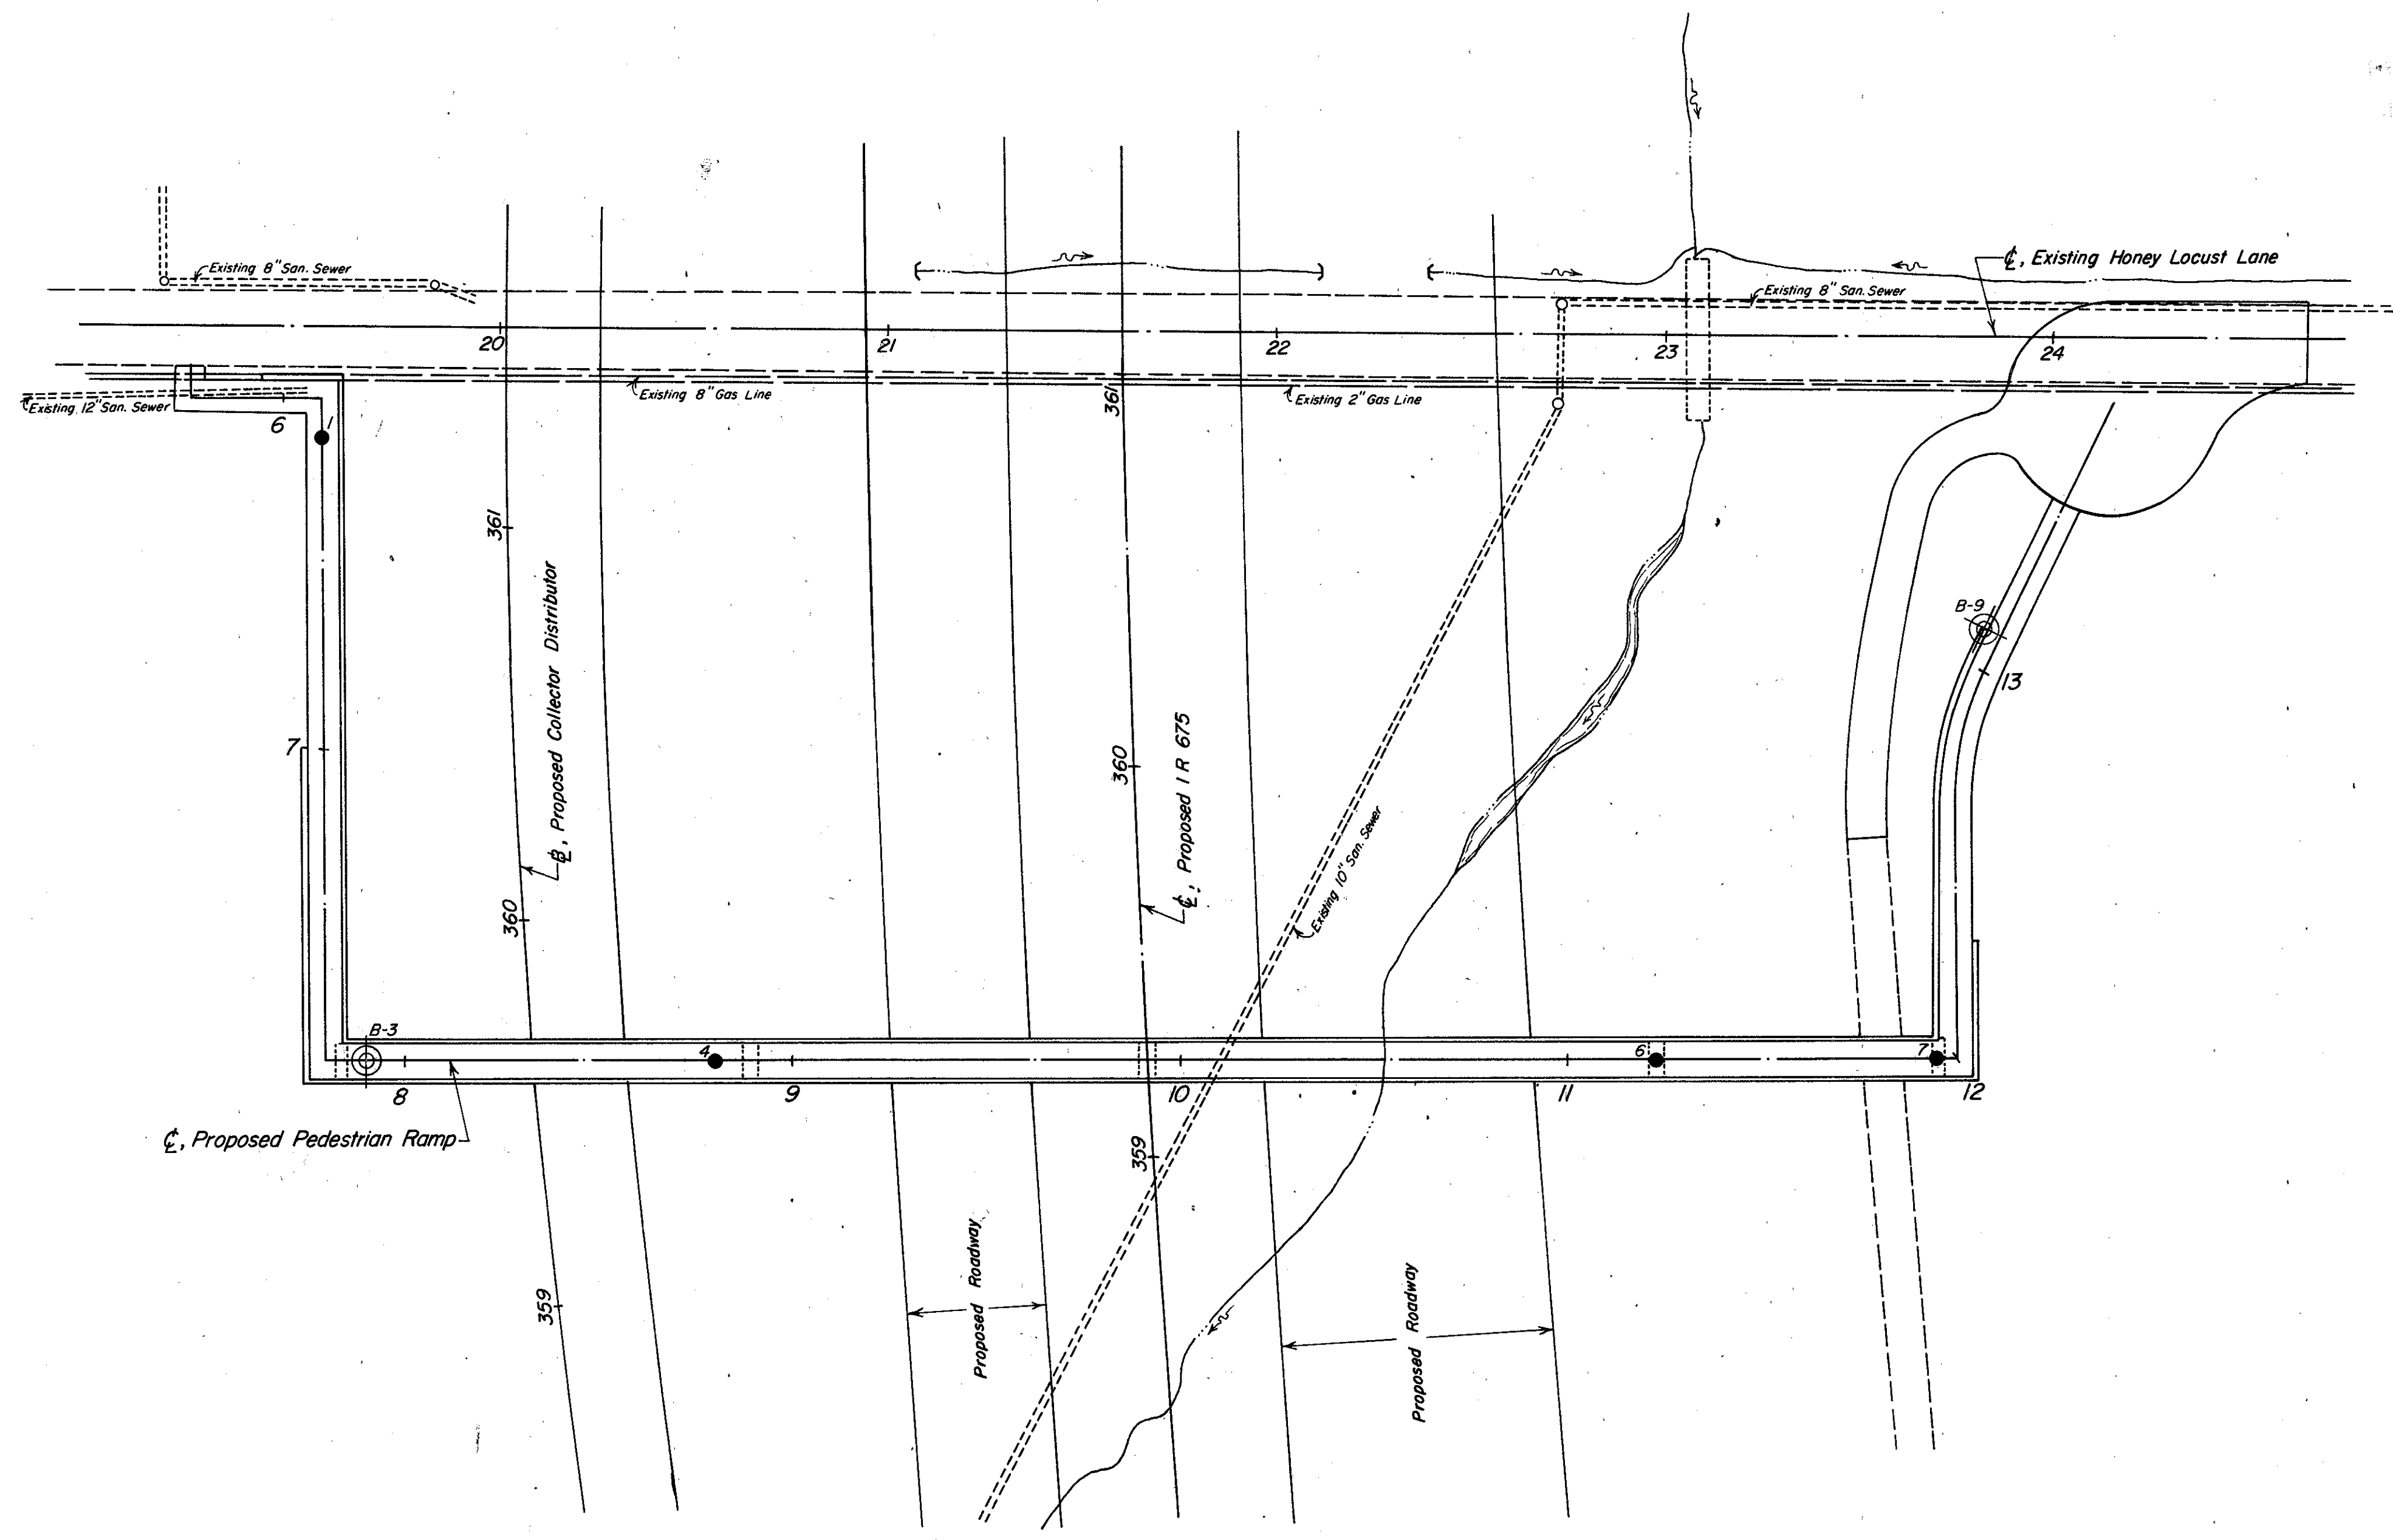 ℄, Existing Honey Locust Lane
Existing 8" San. Sewer
Existing 8" San. Sewer
20
21
22
23
24
Existing 8" Gas Line
361
Existing 2" Gas Line
Existing 12" San. Sewer
6
1
361
B-9
13
7
℄, Proposed Collector Distributor
360
℄, Proposed I R 675
Existing 10" San. Sewer
360
B-3
4
6
7
8
9
10
11
12
℄, Proposed Pedestrian Ramp
359
359
Proposed Roadway
Proposed Roadway